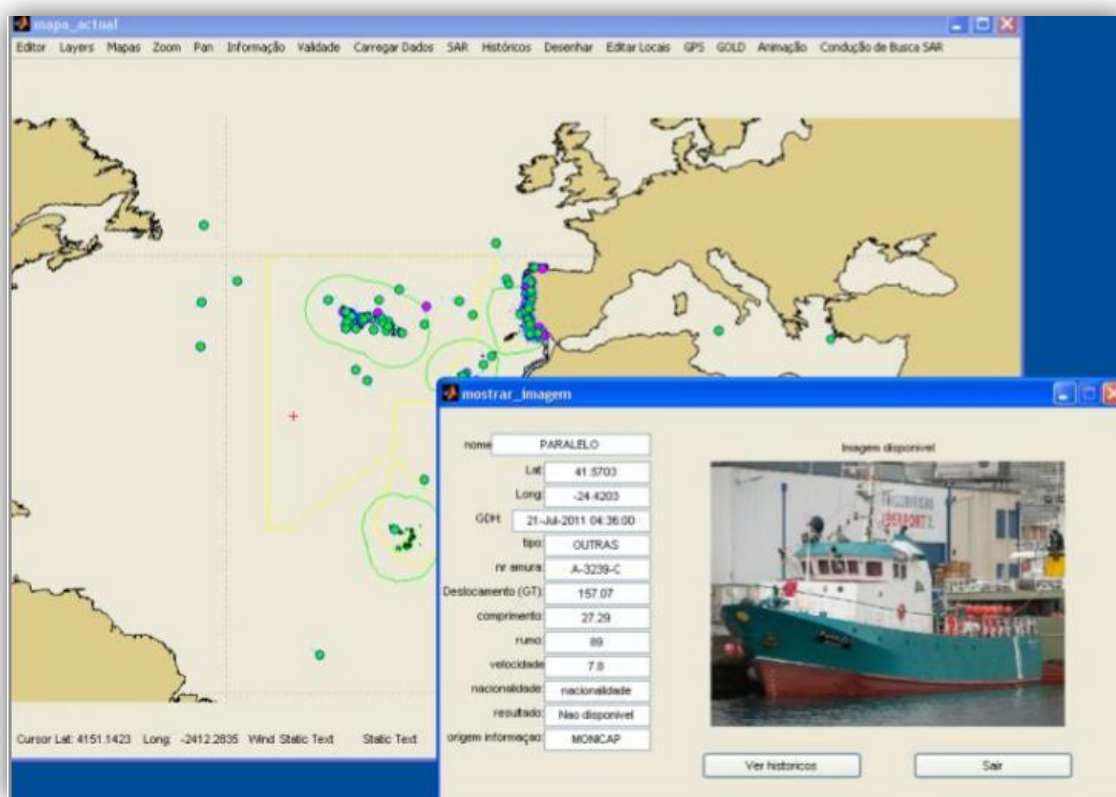 mapa_actual
Editor Layers Mapas Zoom Pan Informação Validade Carregar Dados SAR Históricos Desenhar Editar Locais GPS GOLD Animação Condução de Busca SAR
mostrar_imagem
nome PARALELO
Lat 41.5703
Long: -24.4203
GDH: 21-Jul-2011 04:36:00
tipo: OUTRAS
nr amura: A-3239-C
Deslocamento (GT): 157.07
comprimento: 27.29
rumo: 89
velocidade 7.8
nacionalidade: nacionalidade
resultado: Nao disponivel
origem informaçao: MONICAP
Imagem disponivel
Ver historicos
Sair
Cursor Lat: 4151.1423 Long: -2412.2835 Wind Static Text Static Text